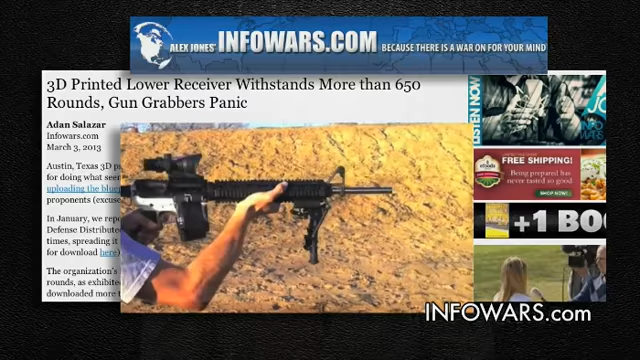 ALEX JONES' INFOWARS.COM BECAUSE THERE IS A WAR ON FOR YOUR MIND
3D Printed Lower Receiver Withstands More than 650
Rounds, Gun Grabbers Panic
Adan Salazar
Infowars.com
March 3, 2013
Austin, Texas 3D p
for doing what see
uploading the blue
proponents (excus
In January, we repo
Defense Distribute
times, spreading it
for download here
The organization's
rounds, as exhibite
downloaded more t
LISTEN NOW
FREE SHIPPING!
Being prepared has
never tasted so good.
SHOP NOW!
+1 BOO
INFOWARS.com